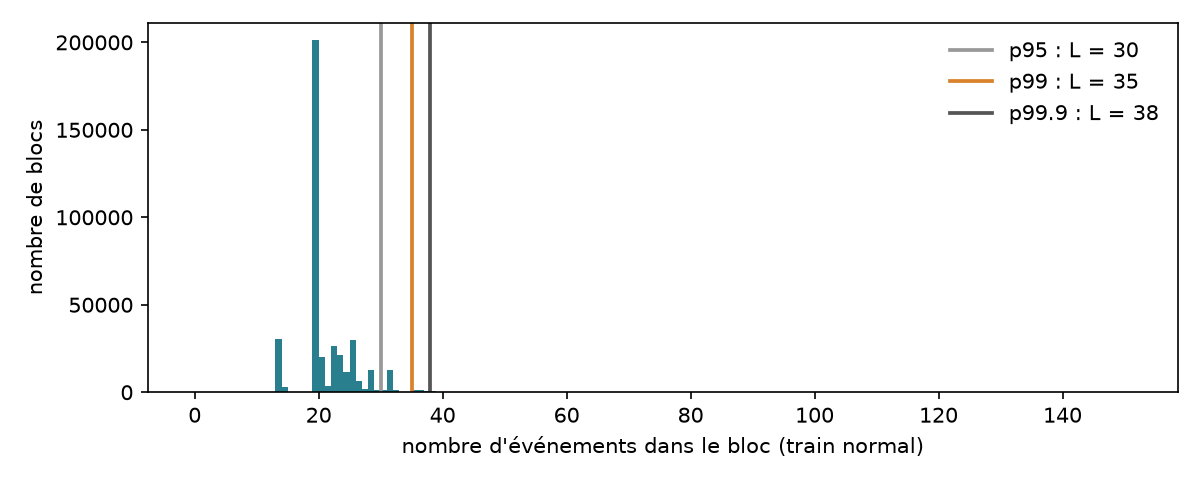 200000
150000
100000
50000
0
nombre de blocs
p95 : L = 30
p99 : L = 35
p99.9 : L = 38
0 20 40 60 80 100 120 140
nombre d'événements dans le bloc (train normal)